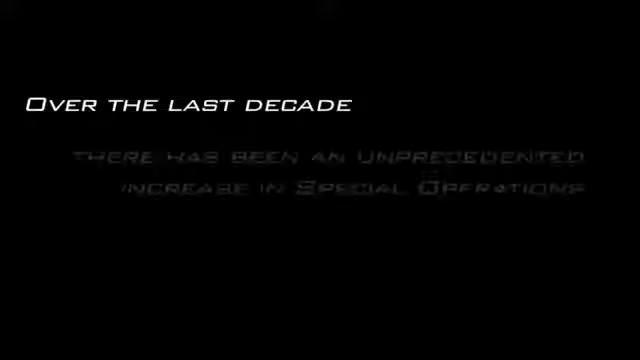 Over the last decade
there has been an unprecedented
increase in Special Operations